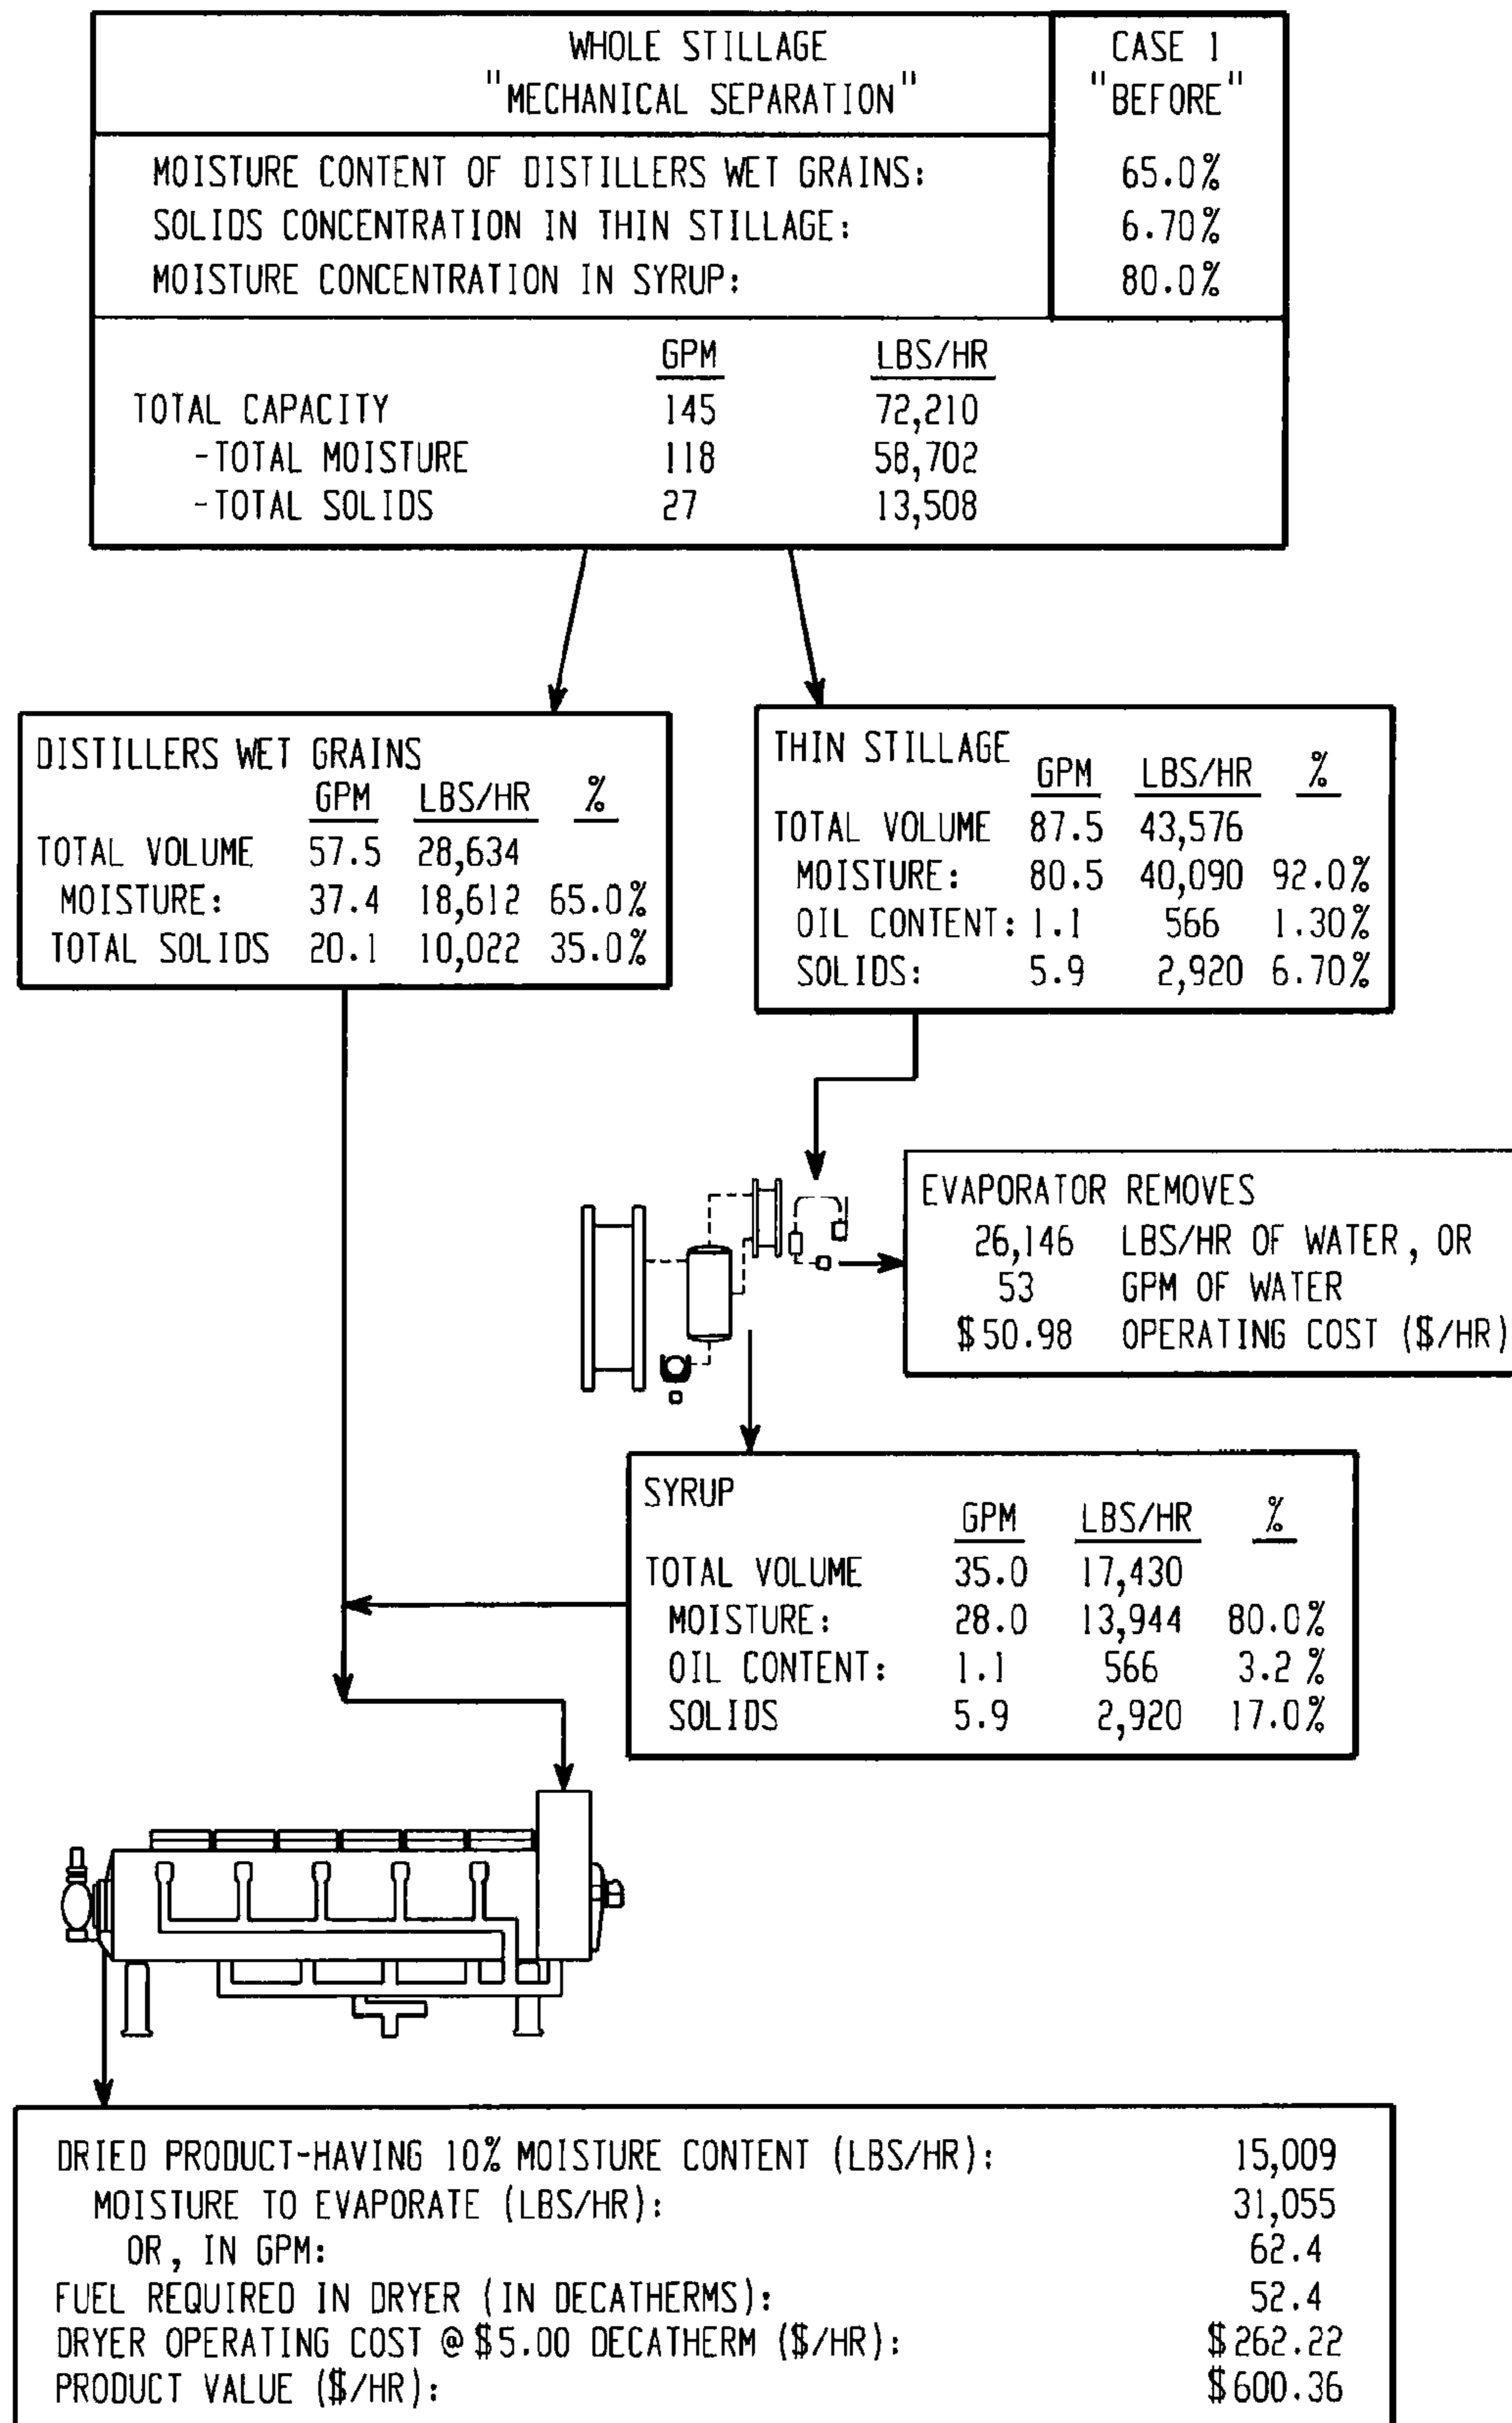 WHOLE STILLAGE
"MECHANICAL SEPARATION"
CASE 1
"BEFORE"
MOISTURE CONTENT OF DISTILLERS WET GRAINS: 65.0%
SOLIDS CONCENTRATION IN THIN STILLAGE: 6.70%
MOISTURE CONCENTRATION IN SYRUP: 80.0%
GPM LBS/HR
TOTAL CAPACITY 145 72,210
-TOTAL MOISTURE 118 58,702
-TOTAL SOLIDS 27 13,508
DISTILLERS WET GRAINS
GPM LBS/HR %
TOTAL VOLUME 57.5 28,634
MOISTURE: 37.4 18,612 65.0%
TOTAL SOLIDS 20.1 10,022 35.0%
THIN STILLAGE
GPM LBS/HR %
TOTAL VOLUME 87.5 43,576
MOISTURE: 80.5 40,090 92.0%
OIL CONTENT: 1.1 566 1.30%
SOLIDS: 5.9 2,920 6.70%
EVAPORATOR REMOVES
26,146 LBS/HR OF WATER, OR
53 GPM OF WATER
$50.98 OPERATING COST ($/HR)
SYRUP
GPM LBS/HR %
TOTAL VOLUME 35.0 17,430
MOISTURE: 28.0 13,944 80.0%
OIL CONTENT: 1.1 566 3.2%
SOLIDS 5.9 2,920 17.0%
DRIED PRODUCT-HAVING 10% MOISTURE CONTENT (LBS/HR): 15,009
MOISTURE TO EVAPORATE (LBS/HR): 31,055
OR, IN GPM: 62.4
FUEL REQUIRED IN DRYER (IN DECATHERMS): 52.4
DRYER OPERATING COST @ $5.00 DECATHERM ($/HR): $262.22
PRODUCT VALUE ($/HR): $600.36